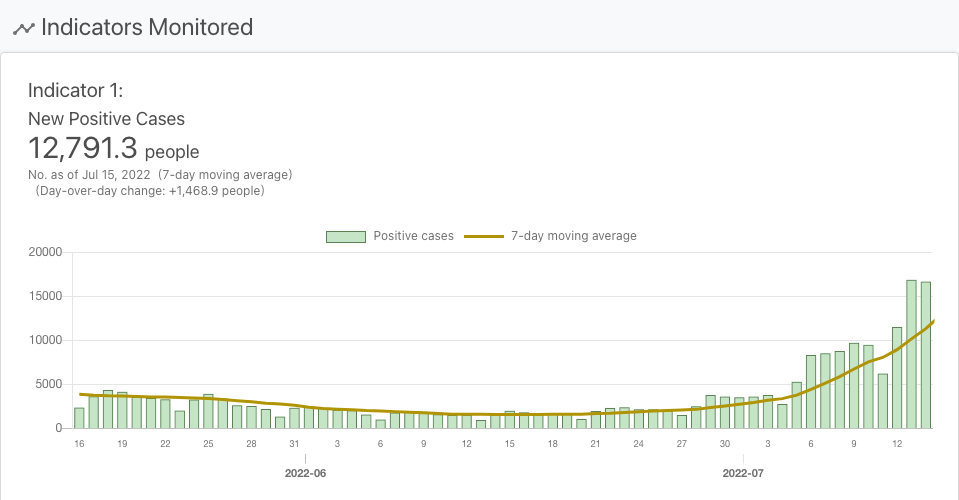 Indicators Monitored
Indicator 1:
New Positive Cases
12,791.3 people
No. as of Jul 15, 2022 (7-day moving average)
(Day-over-day change: +1,468.9 people)
Positive cases 7-day moving average
20000
15000
10000
5000
0
16 19 22 25 28 31 3 6 9 12 15 18 21 24 27 30 3 6 9 12
2022-06 2022-07